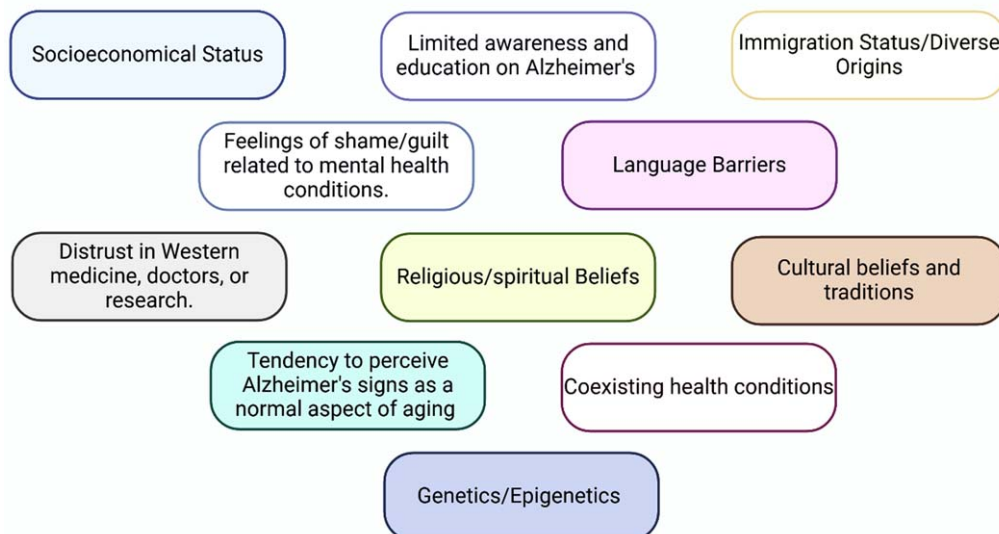 Socioeconomical Status
Limited awareness and
education on Alzheimer's
Immigration Status/Diverse
Origins
Feelings of shame/guilt
related to mental health
conditions.
Language Barriers
Distrust in Western
medicine, doctors, or
research.
Religious/spiritual Beliefs
Cultural beliefs and
traditions
Tendency to perceive
Alzheimer's signs as a
normal aspect of aging
Coexisting health conditions
Genetics/Epigenetics